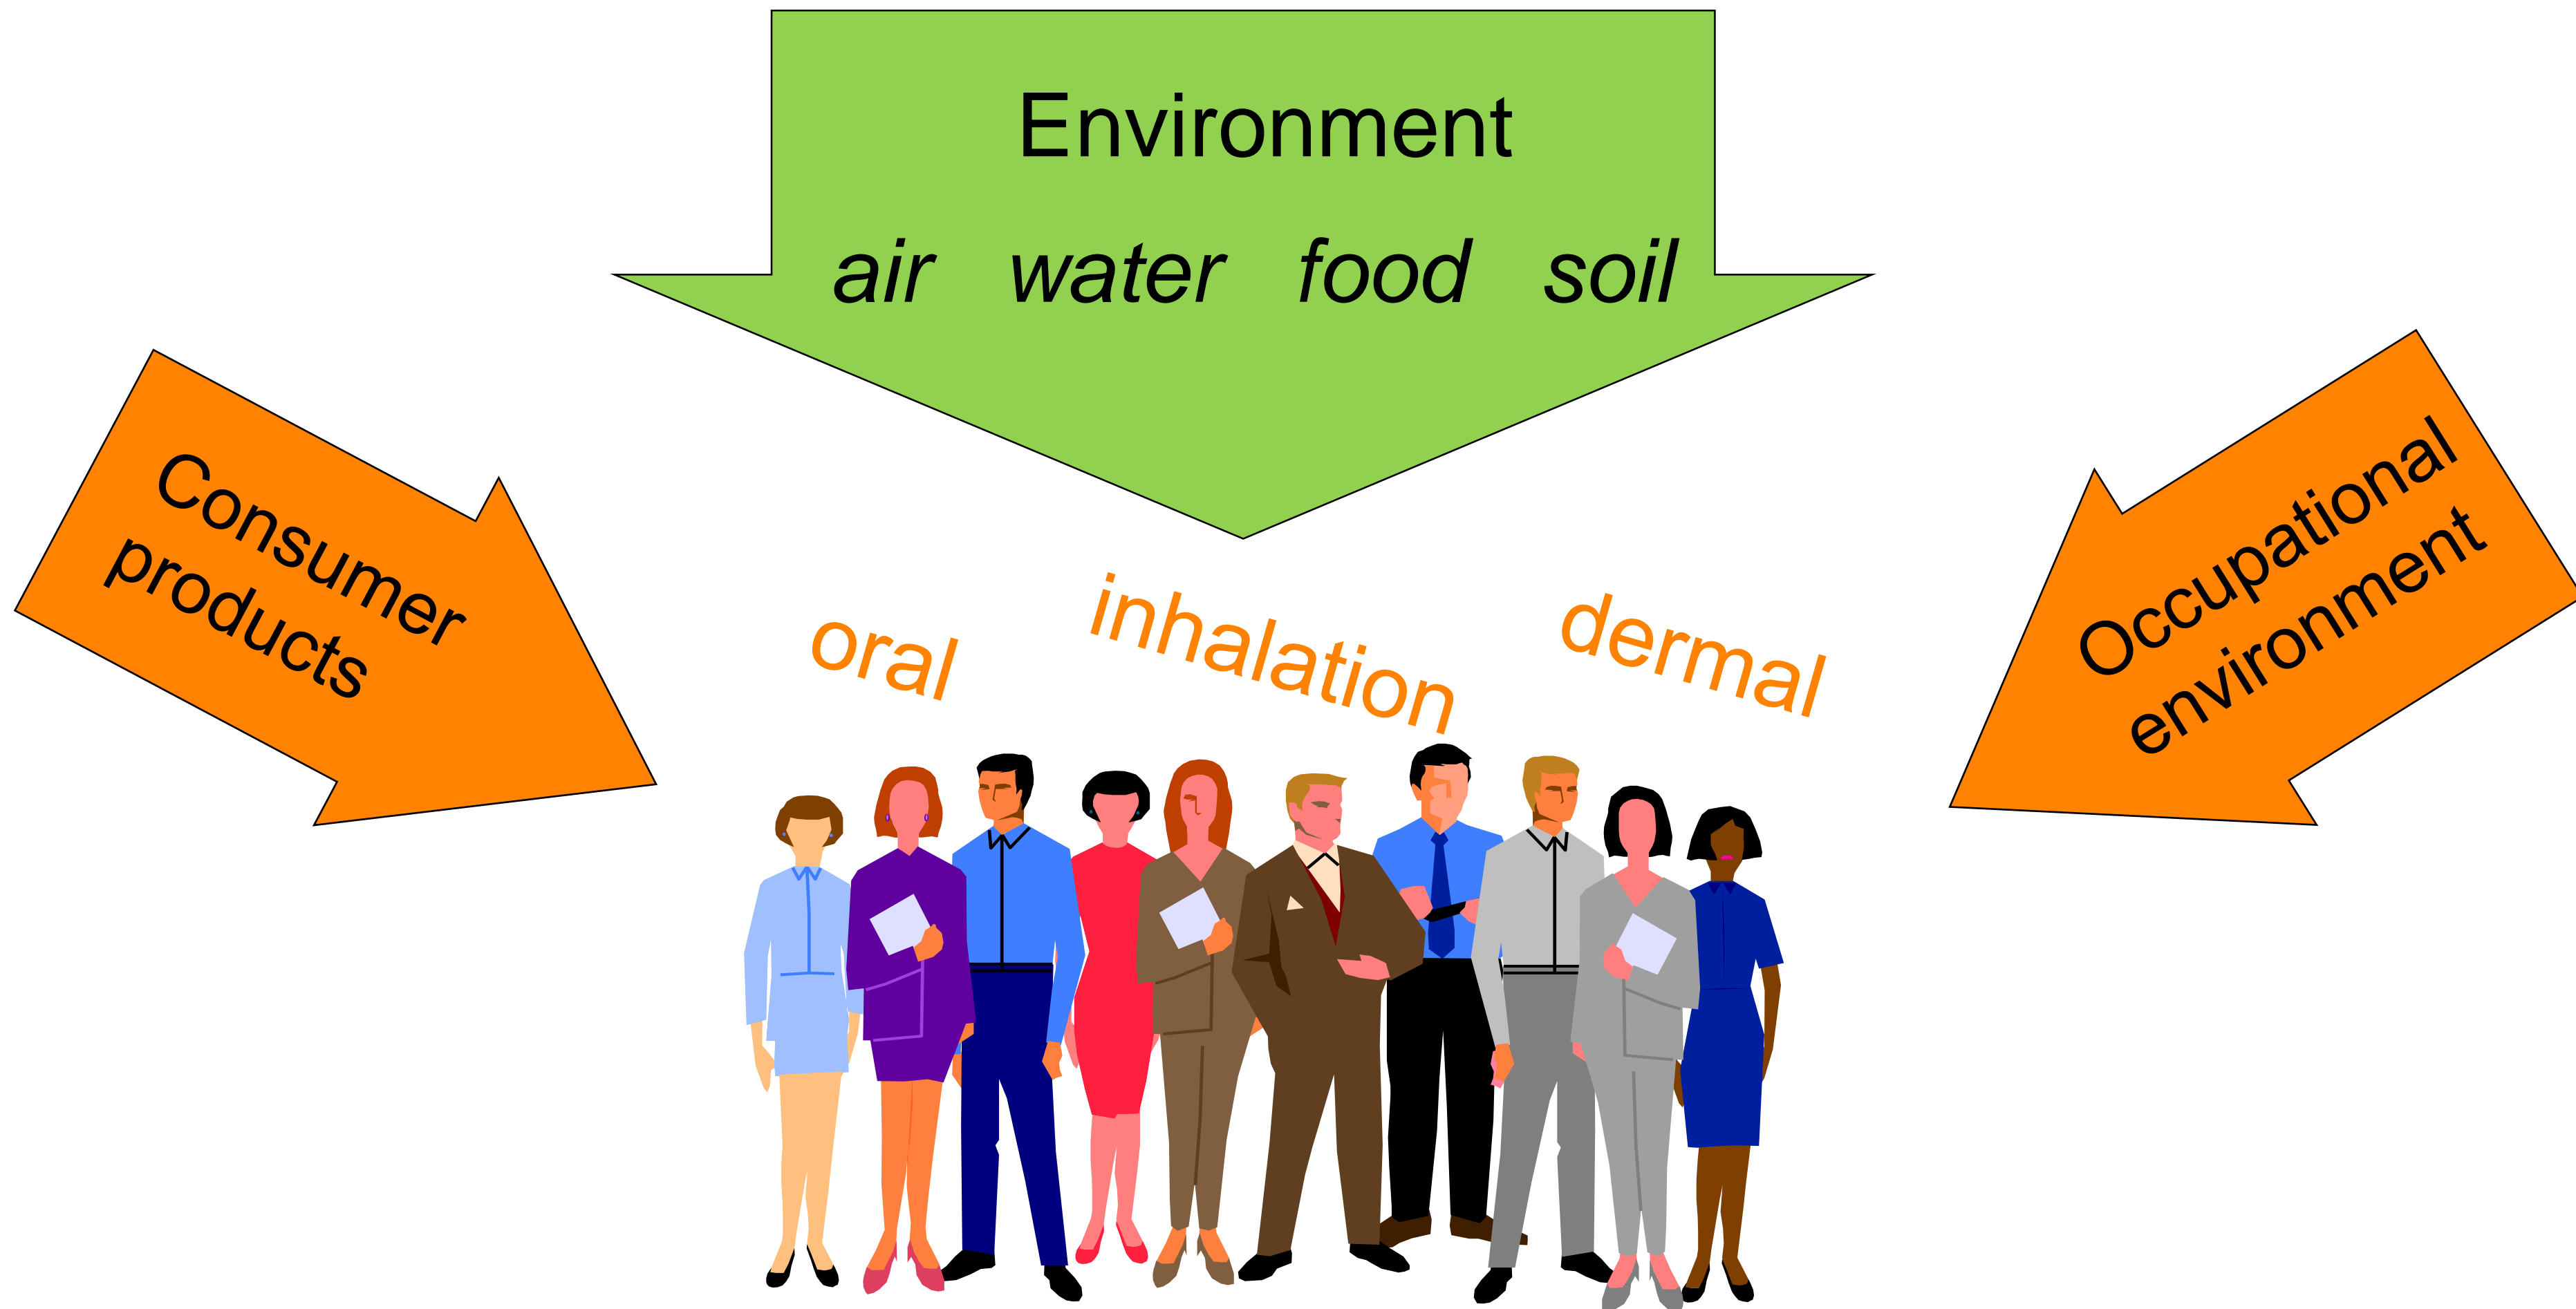 Environment
air water food soil
Consumer
products
Occupational
environment
oral inhalation dermal